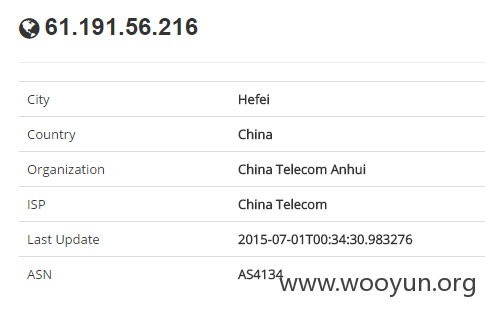 61.191.56.216
City Hefei
Country China
Organization China Telecom Anhui
ISP China Telecom
Last Update 2015-07-01T00:34:30.983276
ASN AS4134
www.wooyun.org